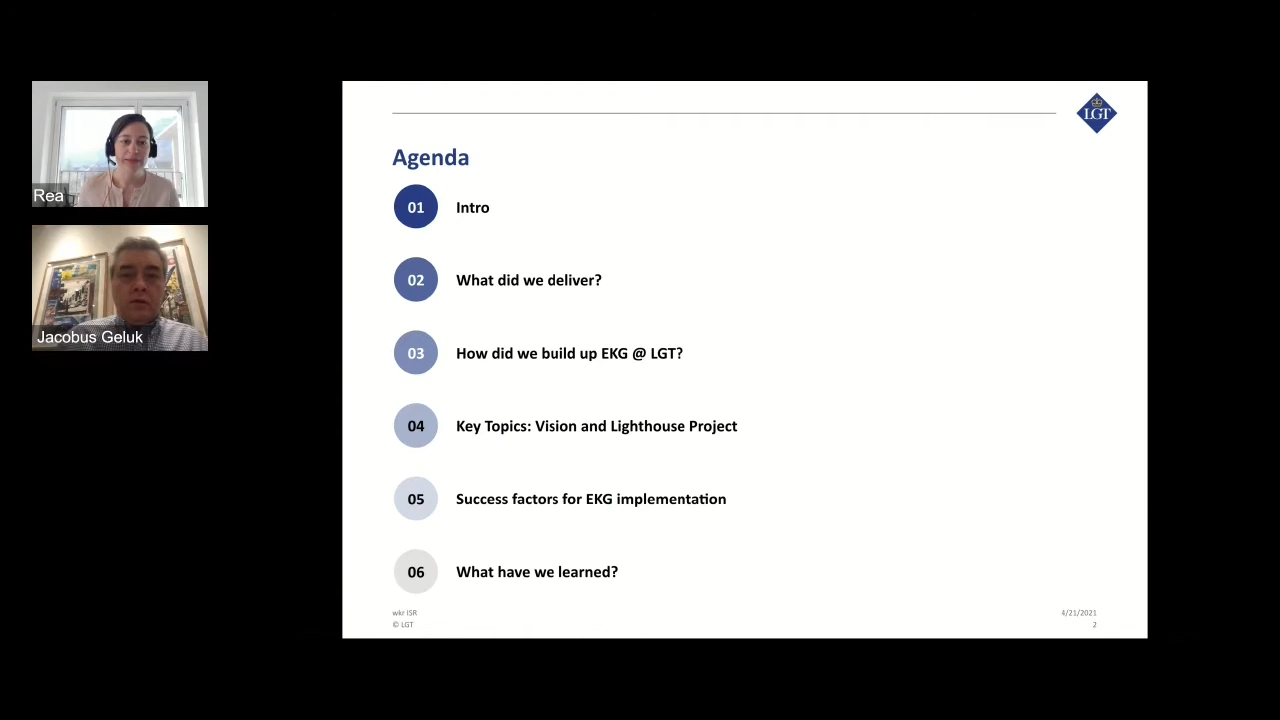 Rea
Jacobus Geluk
LGT
Agenda
01 Intro
02 What did we deliver?
03 How did we build up EKG @ LGT?
04 Key Topics: Vision and Lighthouse Project
05 Success factors for EKG implementation
06 What have we learned?
wkr ISR
© LGT
4/21/2021
2